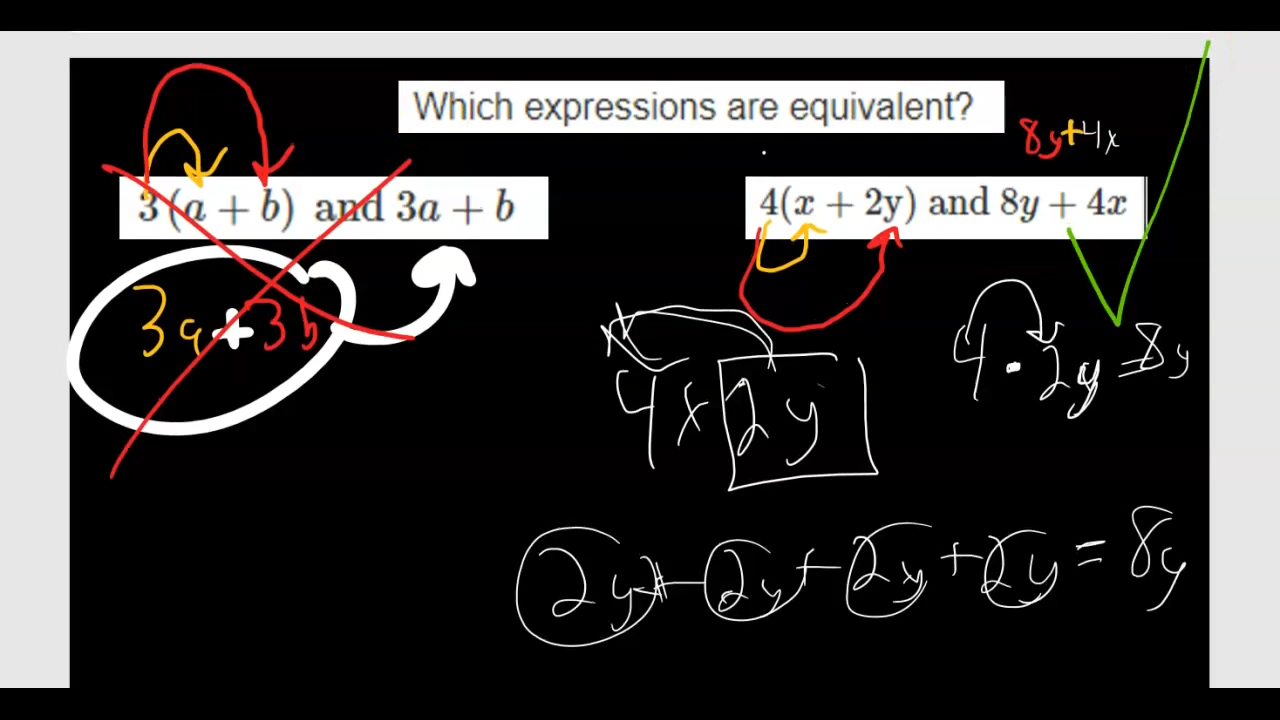 Which expressions are equivalent?
8y+4x
3(a + b) and 3a + b
4(x + 2y) and 8y + 4x
3a+3b
4 · 2y = 8y
4 x 2y
2y + 2y + 2y + 2y = 8y